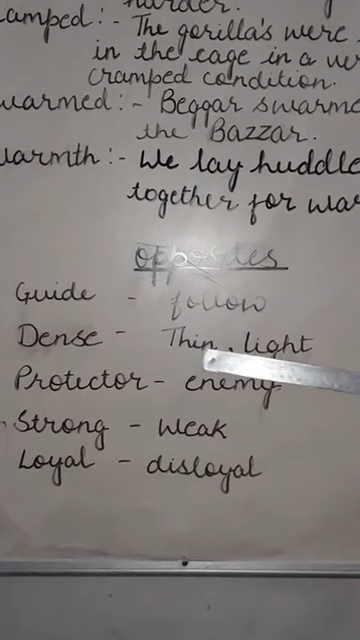 harder.
amped :- The gorilla's were
in the cage in a ver
cramped condition.
warmed :- Beggar swarme
the Bazzar.
warmth :- We lay huddle
together for war
opposites
Guide - follow
Dense - Thin, light
Protector - enemy
Strong - weak
Loyal - disloyal